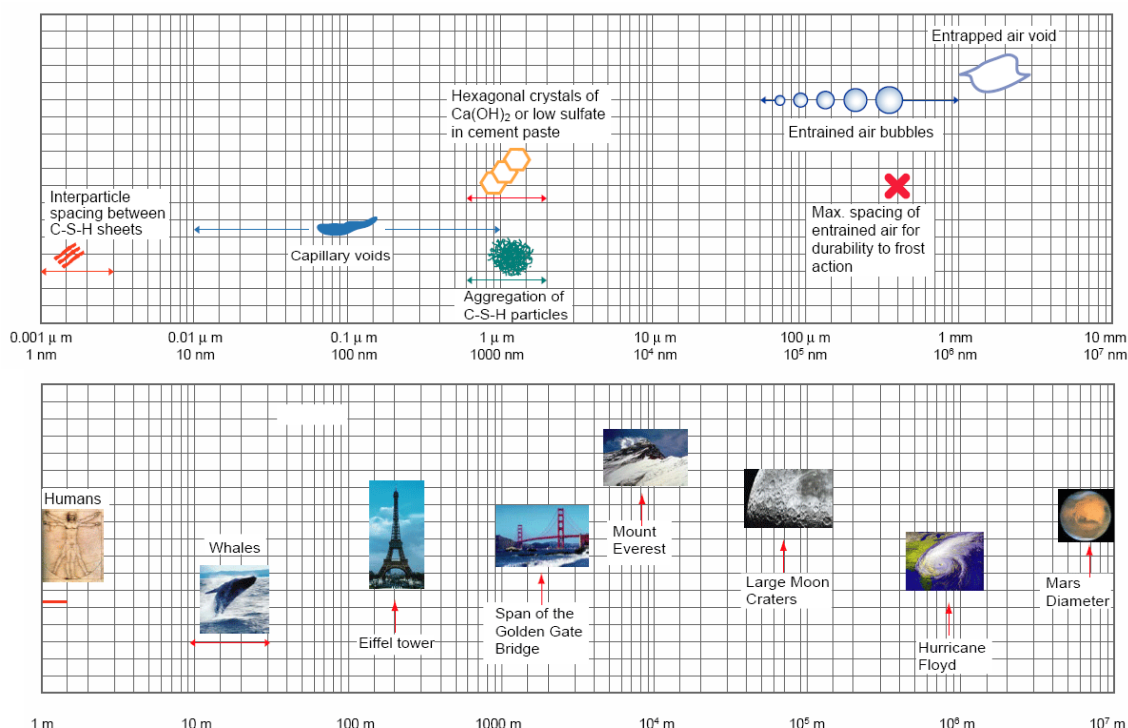 Entrapped air void
Hexagonal crystals of
Ca(OH)₂ or low sulfate
in cement paste
Entrained air bubbles
Interparticle
spacing between
C-S-H sheets
Max. spacing of
entrained air for
durability to frost
action
Capillary voids
Aggregation of
C-S-H particles
0.001 μ m 0.01 μ m 0.1 μ m 1 μ m 10 μ m 100 μ m 1 mm 10 mm
1 nm 10 nm 100 nm 1000 nm 10⁴ nm 10⁵ nm 10⁶ nm 10⁷ nm
Humans
Whales
Eiffel tower
Span of the
Golden Gate
Bridge
Mount
Everest
Large Moon
Craters
Hurricane
Floyd
Mars
Diameter
1 m 10 m 100 m 1000 m 10⁴ m 10⁵ m 10⁶ m 10⁷ m